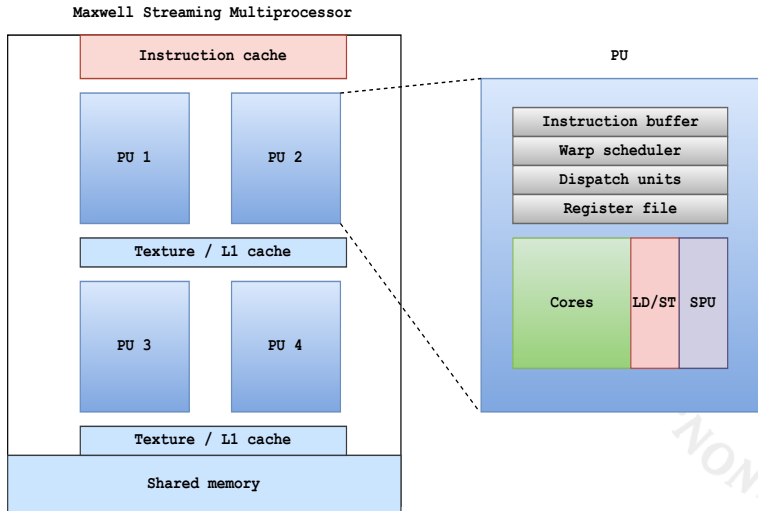 Maxwell Streaming Multiprocessor
Instruction cache
PU 1
PU 2
Texture / L1 cache
PU 3
PU 4
Texture / L1 cache
Shared memory
PU
Instruction buffer
Warp scheduler
Dispatch units
Register file
Cores
LD/ST
SPU